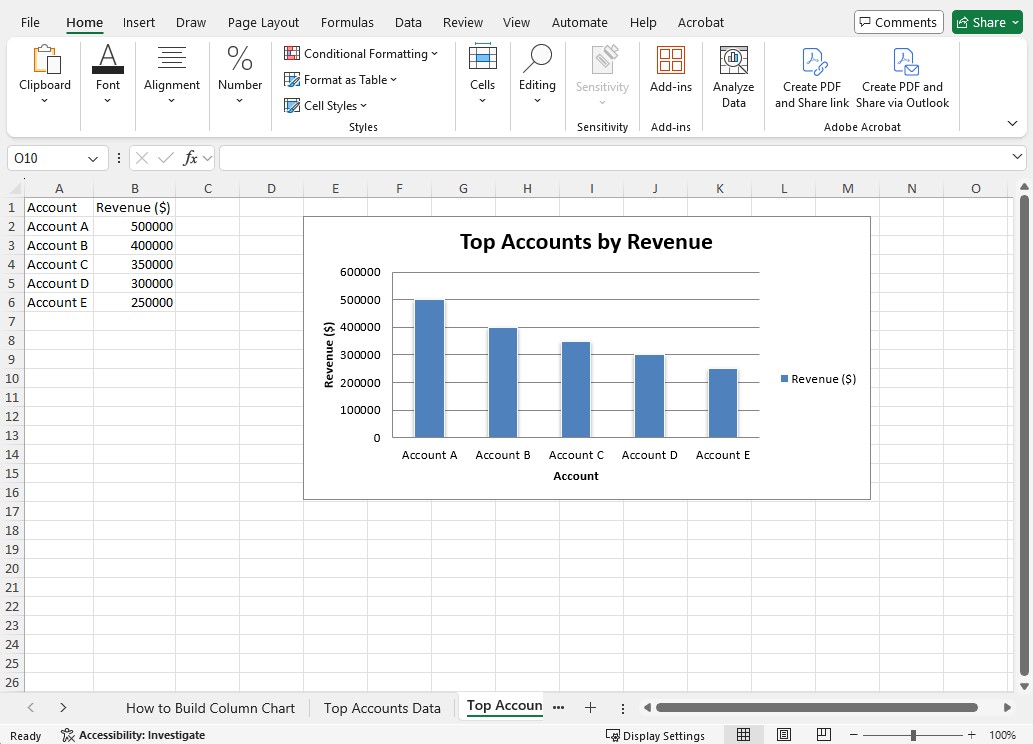 File Home Insert Draw Page Layout Formulas Data Review View Automate Help Acrobat Comments Share
Clipboard
Font
Alignment
Number
Conditional Formatting
Format as Table
Cell Styles
Styles
Cells
Editing
Sensitivity
Sensitivity
Add-ins
Add-ins
Analyze
Data
Create PDF
and Share link
Create PDF and
Share via Outlook
Adobe Acrobat
O10 fx
A B C D E F G H I J K L M N O
1 Account Revenue ($)
2 Account A 500000
3 Account B 400000
4 Account C 350000
5 Account D 300000
6 Account E 250000
7
8
9
10
11
12
13
14
15
16
17
18
19
20
21
22
23
24
25
26
Top Accounts by Revenue
600000
500000
400000
300000
200000
100000
0
Revenue ($)
Account A Account B Account C Account D Account E
Account
Revenue ($)
How to Build Column Chart Top Accounts Data Top Accoun ...
Ready Accessibility: Investigate Display Settings 100%